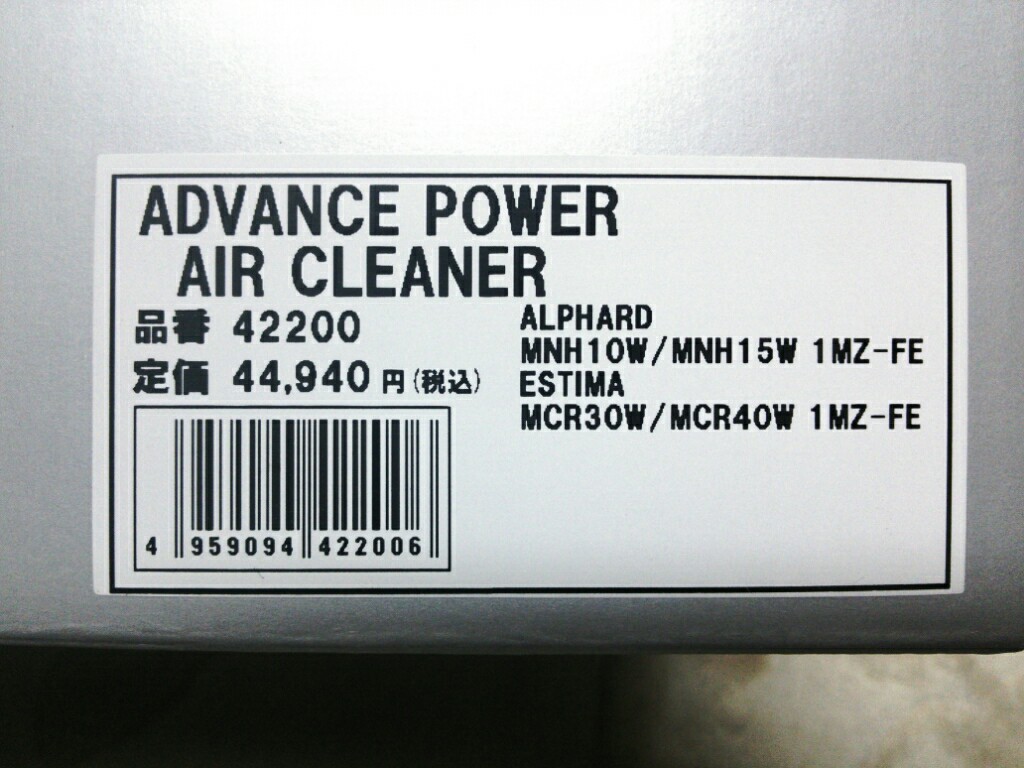 ADVANCE POWER
AIR CLEANER
品番 42200
定価 44,940 円(税込)
ALPHARD
MNH10W/MNH15W 1MZ-FE
ESTIMA
MCR30W/MCR40W 1MZ-FE
4 959094 422006